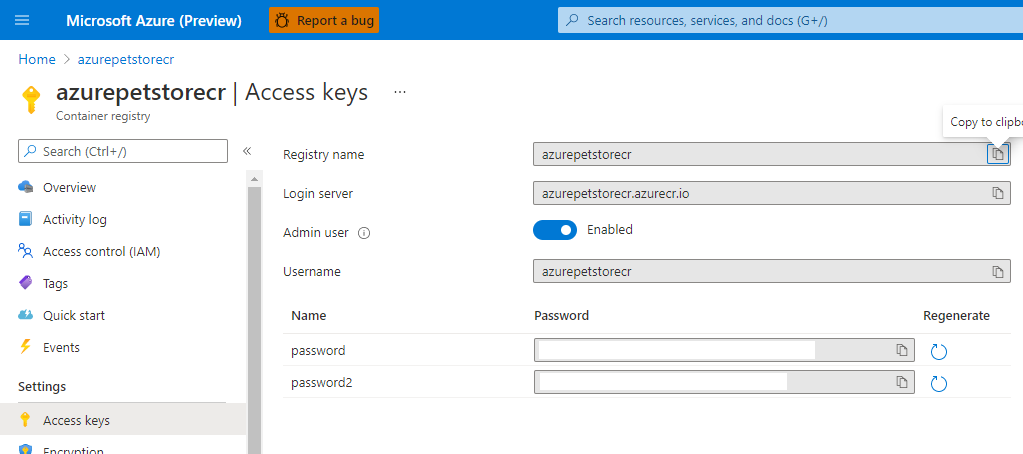 Microsoft Azure (Preview)
Report a bug
Search resources, services, and docs (G+/)
Home > azurepetstorecr
azurepetstorecr | Access keys ...
Container registry
Copy to clipbo
Search (Ctrl+/)
«
Overview
Activity log
Access control (IAM)
Tags
Quick start
Events
Settings
Access keys
Encryption
Registry name
azurepetstorecr
Login server
azurepetstorecr.azurecr.io
Admin user
Enabled
Username
azurepetstorecr
Name Password Regenerate
password
password2